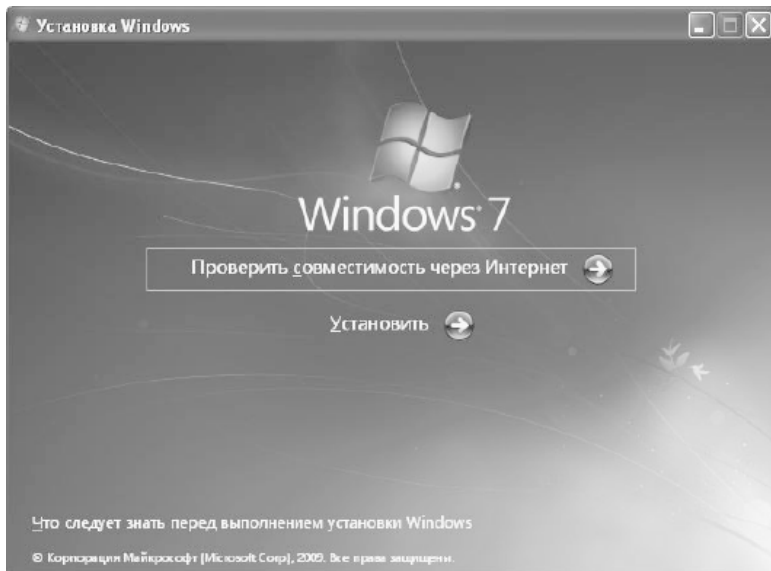 Установка Windows
Windows 7
Проверить совместимость через Интернет
Установить
Что следует знать перед выполнением установки Windows
© Корпорация Майкрософт (Microsoft Corp), 2009. Все права защищены.